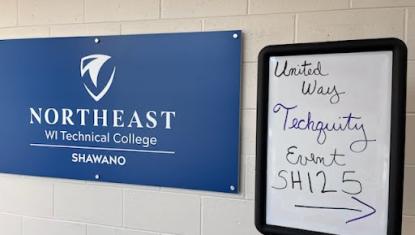 NORTHEAST
WI Technical College
SHAWANO
United
Way
Techquity
Event
SH125